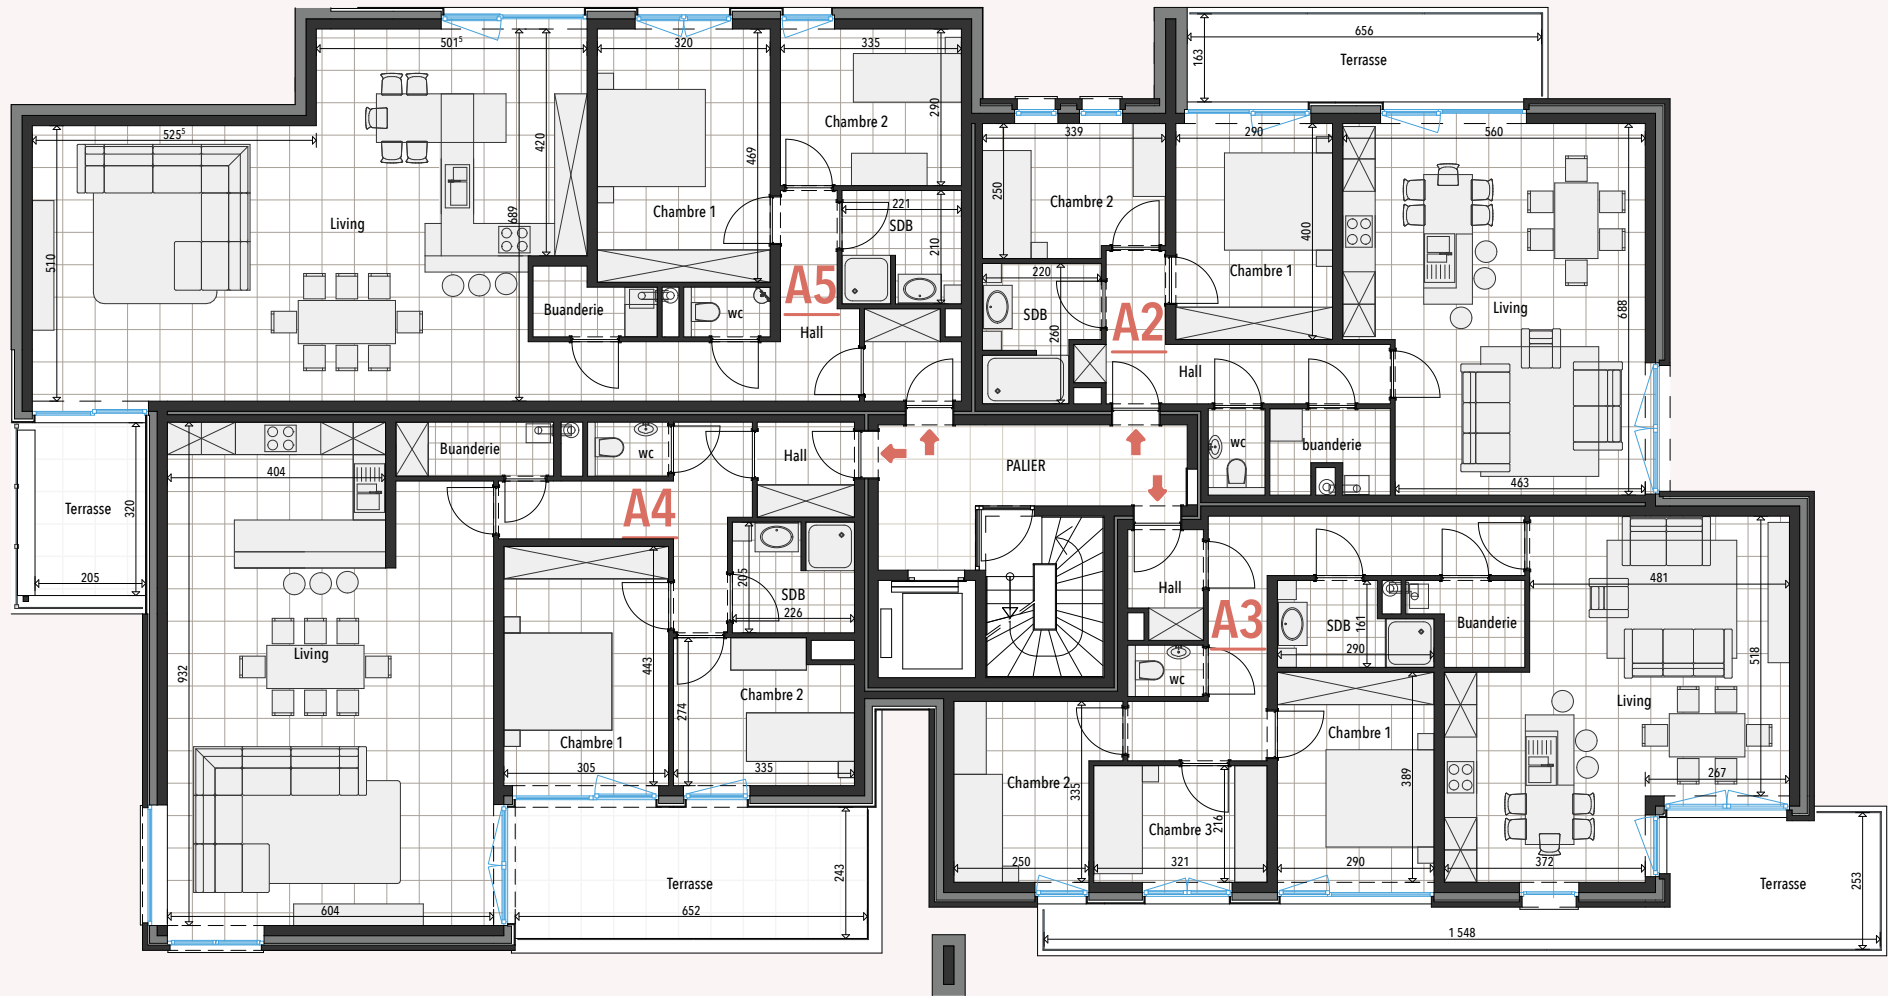 501⁵
320
335
656
163
Terrasse
525⁵
420
469
290
Chambre 2
339
290
560
250
Chambre 2
Living
689
Chambre 1
221
SDB
210
400
Chambre 1
510
220
SDB
260
Living
688
A5
Buanderie
wc
Hall
A2
Hall
404
Buanderie
wc
Hall
PALIER
wc
buanderie
463
Terrasse
320
205
A4
205
SDB
226
Hall
A3
SDB
161
290
Buanderie
481
518
932
Living
443
274
Chambre 2
wc
Living
Chambre 1
305
335
Chambre 2
335
Chambre 1
389
267
Chambre 3
216
250
321
290
372
604
Terrasse
652
243
Terrasse
253
1 548